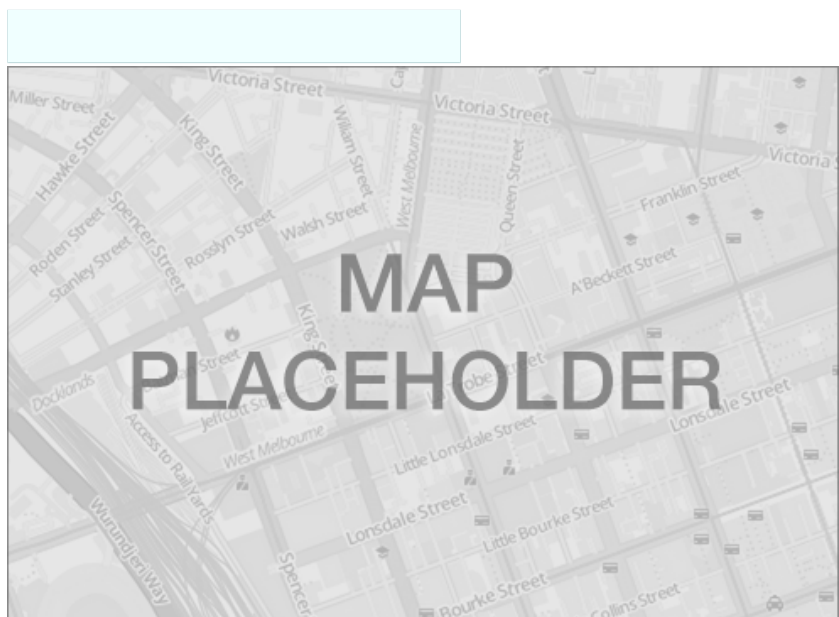 Victoria Street
Victoria Street
Miller Street
Hawke Street
King Street
William Street
West Melbourne
Queen Street
Victoria S
Franklin Street
Spencer Street
Roden Street
Stanley Street
Rosslyn Street
Walsh Street
A'Beckett Street
MAP
PLACEHOLDER
King Stre
Street
Docklands
Jeffcott Street
Lonsdale Street
West Melbourne
Little Lonsdale Street
Access to Rail Yards
Lonsdale Street
Little Bourke Street
Wurundjeri Way
Spencer
Bourke Street
Collins Street